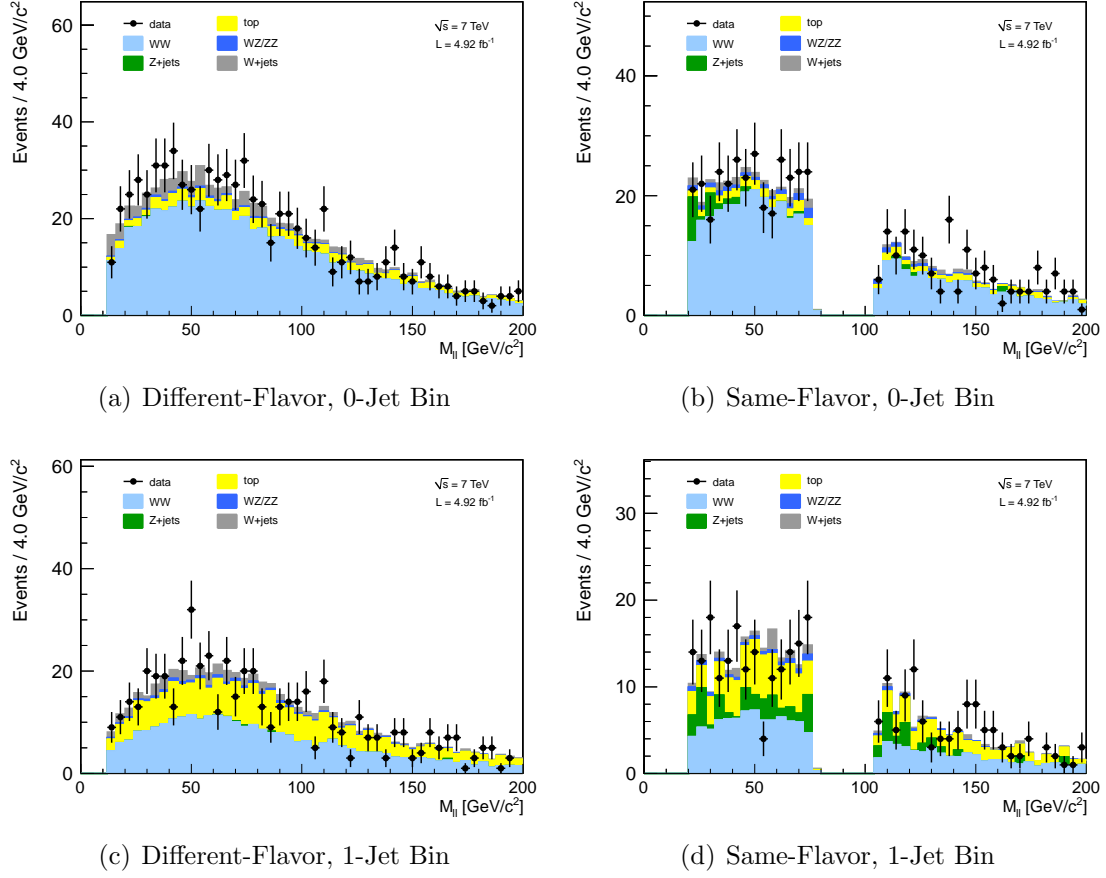 Events / 4.0 GeV/c²
60
40
20
0
data
WW
Z+jets
top
WZ/ZZ
W+jets
√s = 7 TeV
L = 4.92 fb⁻¹
0 50 100 150 200
M_ll [GeV/c²]
(a) Different-Flavor, 0-Jet Bin
Events / 4.0 GeV/c²
40
20
0
data
WW
Z+jets
top
WZ/ZZ
W+jets
√s = 7 TeV
L = 4.92 fb⁻¹
0 50 100 150 200
M_ll [GeV/c²]
(b) Same-Flavor, 0-Jet Bin
Events / 4.0 GeV/c²
60
40
20
0
data
WW
Z+jets
top
WZ/ZZ
W+jets
√s = 7 TeV
L = 4.92 fb⁻¹
0 50 100 150 200
M_ll [GeV/c²]
(c) Different-Flavor, 1-Jet Bin
Events / 4.0 GeV/c²
30
20
10
0
data
WW
Z+jets
top
WZ/ZZ
W+jets
√s = 7 TeV
L = 4.92 fb⁻¹
0 50 100 150 200
M_ll [GeV/c²]
(d) Same-Flavor, 1-Jet Bin